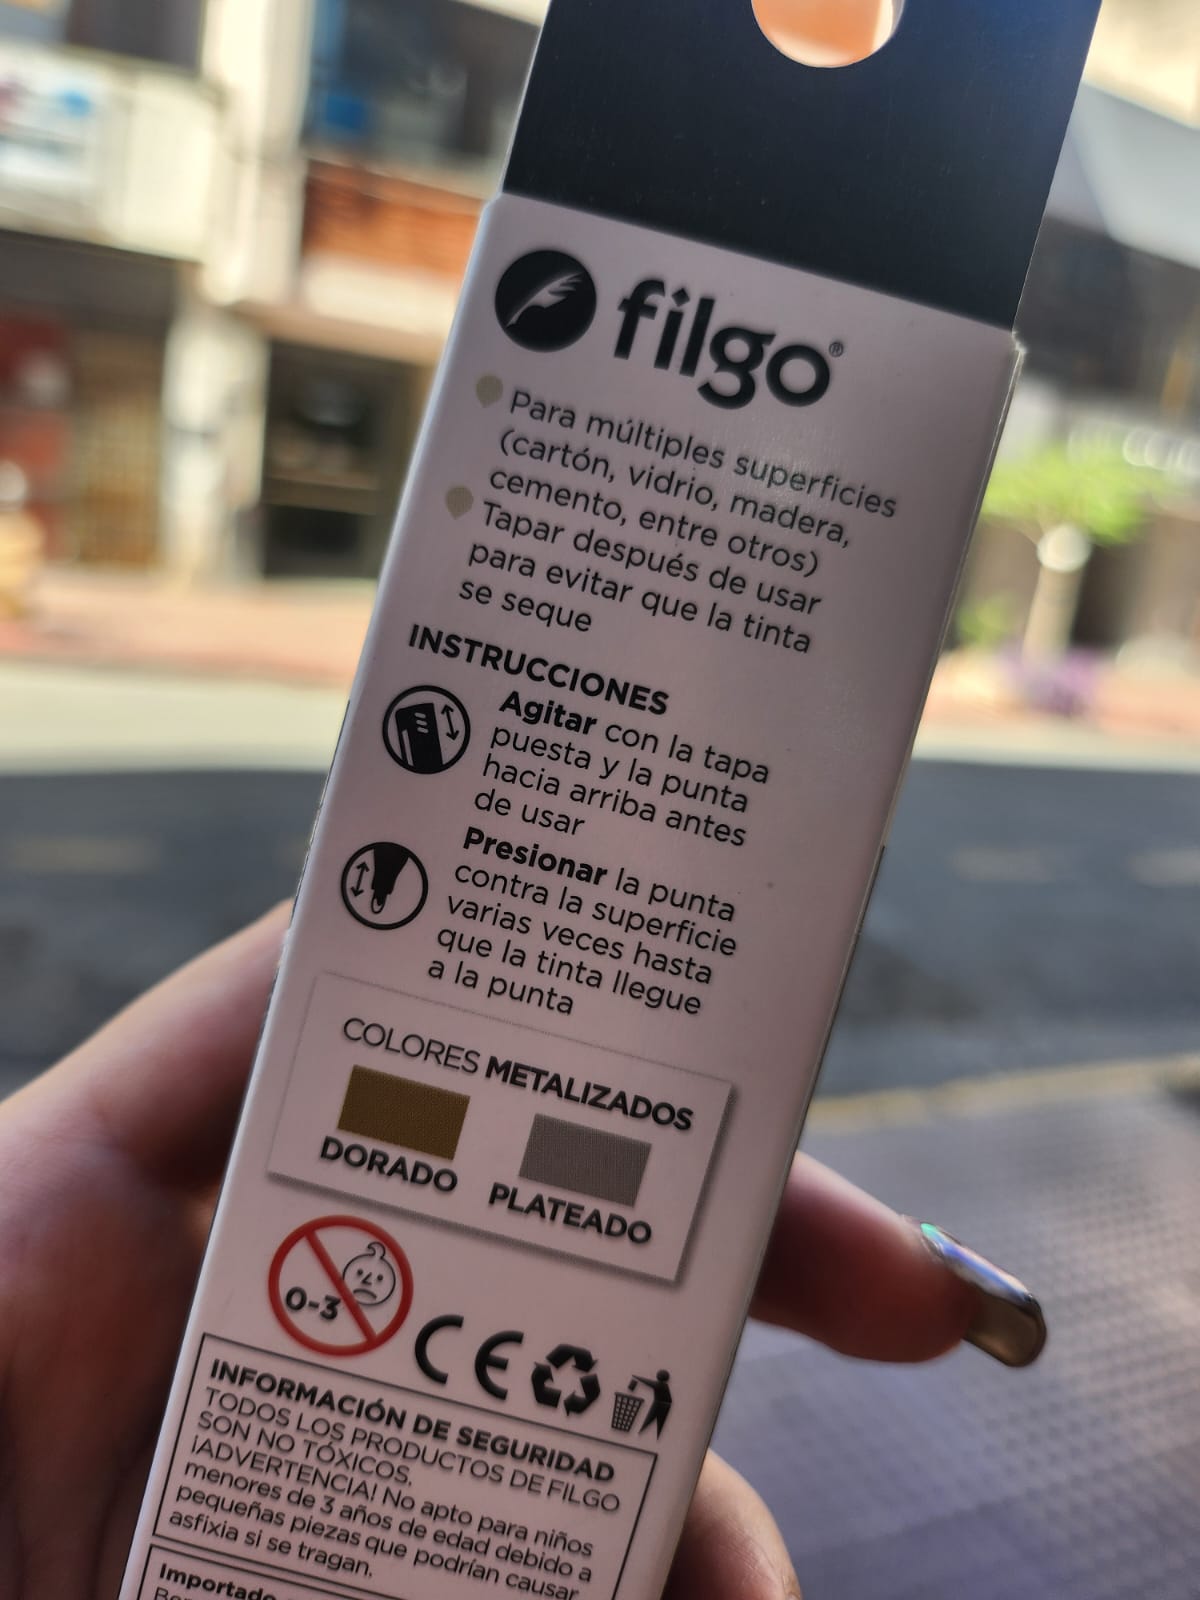 filgo®
Para múltiples superficies
(cartón, vidrio, madera,
cemento, entre otros)
Tapar después de usar
para evitar que la tinta
se seque
INSTRUCCIONES
Agitar con la tapa
puesta y la punta
hacia arriba antes
de usar
Presionar la punta
contra la superficie
varias veces hasta
que la tinta llegue
a la punta
COLORES METALIZADOS
DORADO
PLATEADO
0-3
CE
INFORMACIÓN DE SEGURIDAD
TODOS LOS PRODUCTOS DE FILGO
SON NO TÓXICOS.
¡ADVERTENCIA! No apto para niños
menores de 3 años de edad debido a
pequeñas piezas que podrían causar
asfixia si se tragan.
Importado